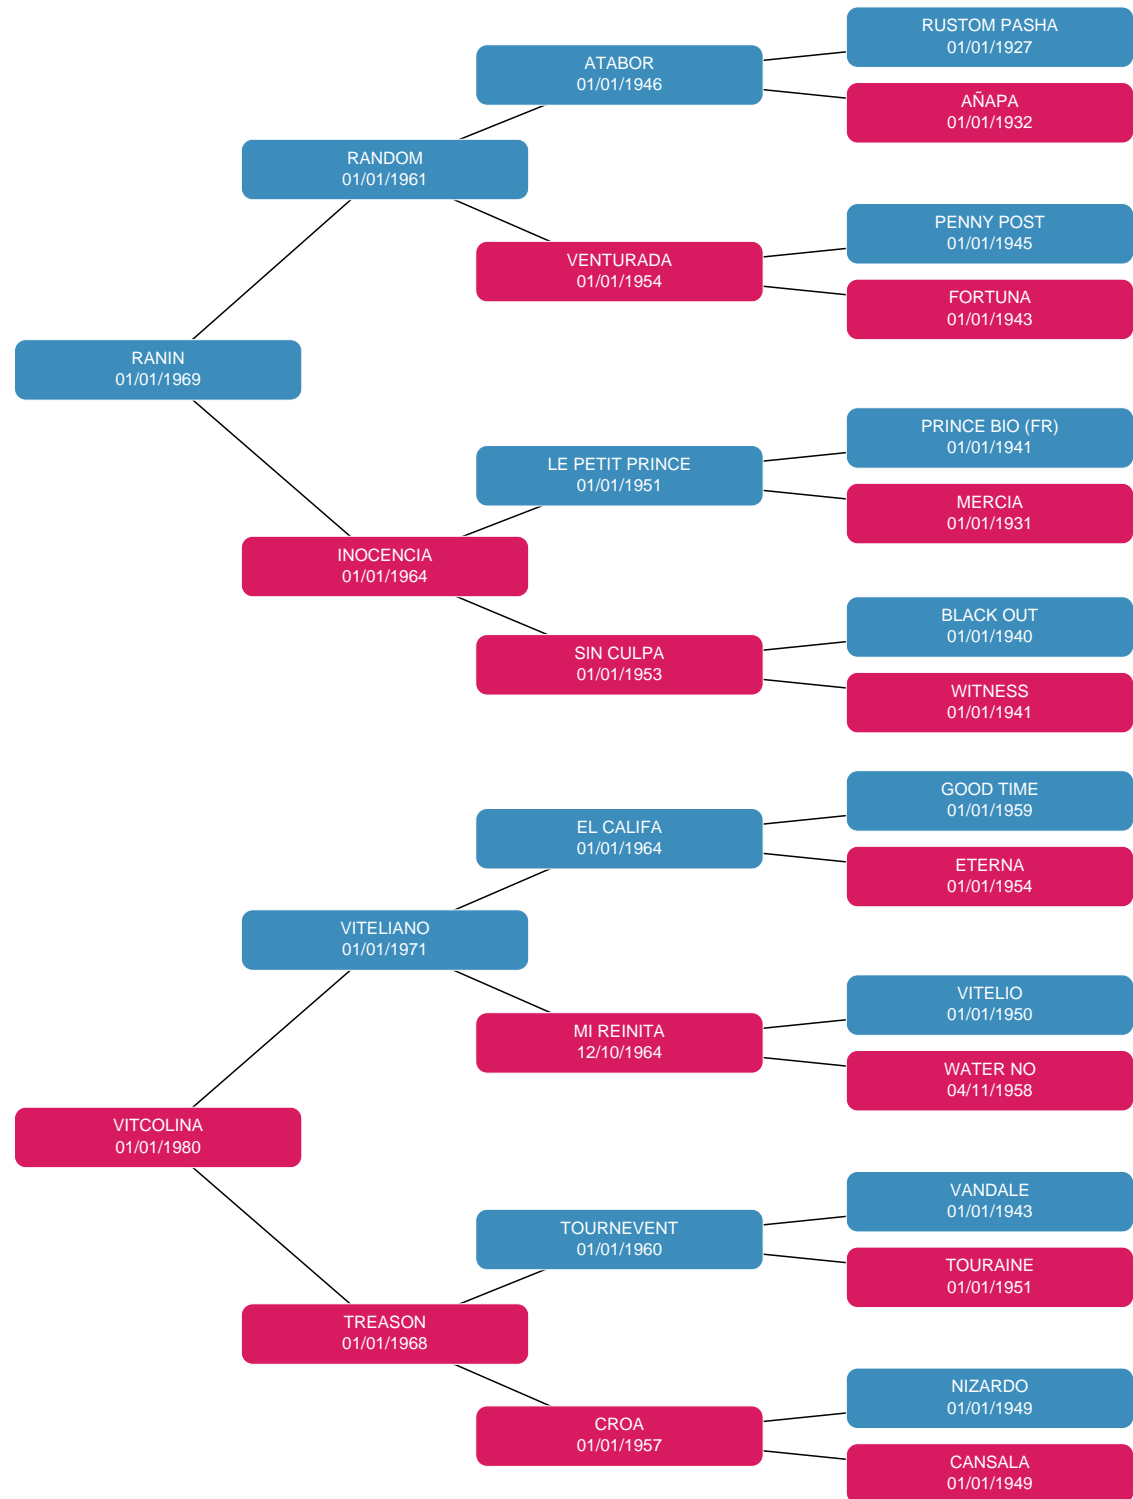 RUSTOM PASHA
01/01/1927
ATABOR
01/01/1946
AÑAPA
01/01/1932
RANDOM
01/01/1961
PENNY POST
01/01/1945
VENTURADA
01/01/1954
FORTUNA
01/01/1943
RANIN
01/01/1969
PRINCE BIO (FR)
01/01/1941
LE PETIT PRINCE
01/01/1951
MERCIA
01/01/1931
INOCENCIA
01/01/1964
BLACK OUT
01/01/1940
SIN CULPA
01/01/1953
WITNESS
01/01/1941
GOOD TIME
01/01/1959
EL CALIFA
01/01/1964
ETERNA
01/01/1954
VITELIANO
01/01/1971
VITELIO
01/01/1950
MI REINITA
12/10/1964
WATER NO
04/11/1958
VITCOLINA
01/01/1980
VANDALE
01/01/1943
TOURNEVENT
01/01/1960
TOURAINE
01/01/1951
TREASON
01/01/1968
NIZARDO
01/01/1949
CROA
01/01/1957
CANSALA
01/01/1949